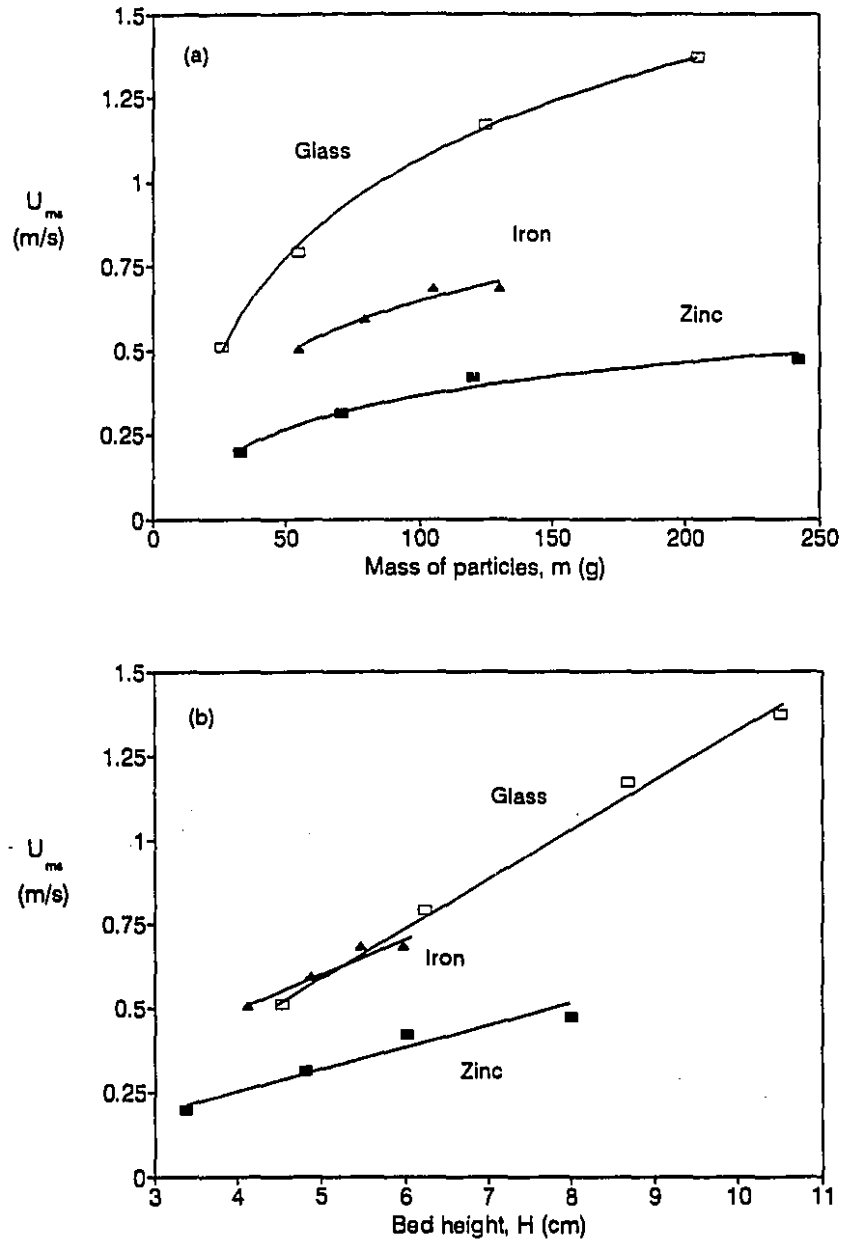 1.5
(a)
1.25
Glass
1
U ms
(m/s)
Iron
0.75
Zinc
0.5
0.25
0
0 50 100 150 200 250
Mass of particles, m (g)
1.5
(b)
1.25
Glass
1
U ms
(m/s)
0.75
Iron
0.5
Zinc
0.25
0
3 4 5 6 7 8 9 10 11
Bed height, H (cm)